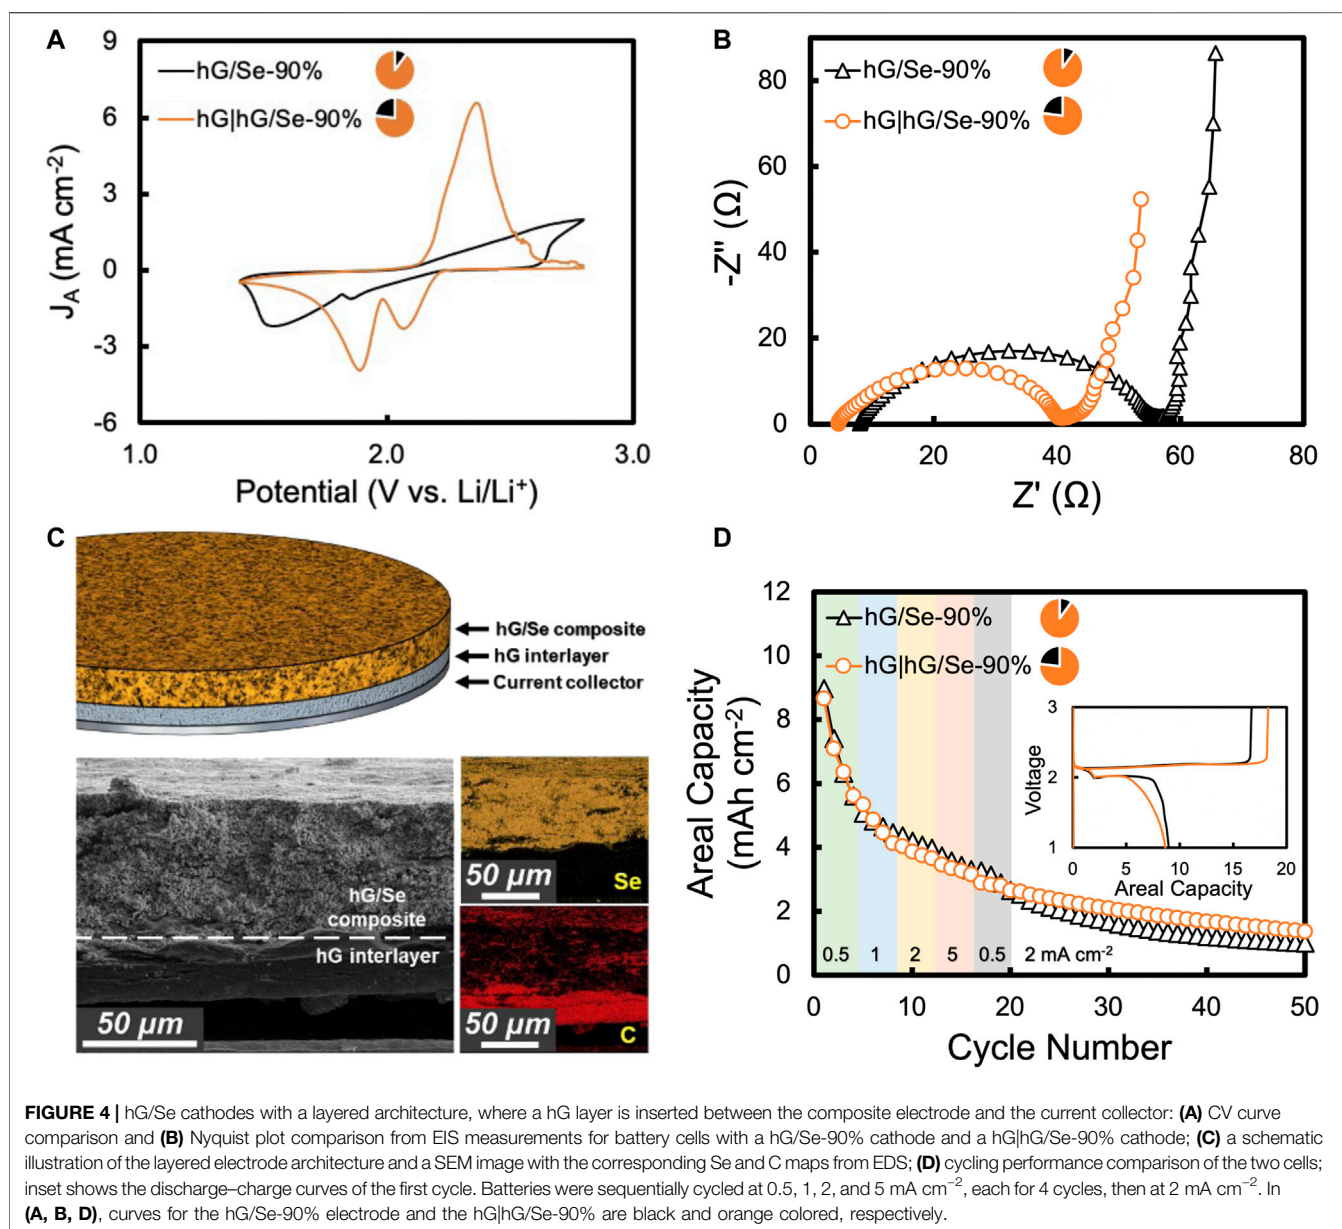 A
9
6
3
0
-3
-6
J_A (mA cm⁻²)
hG/Se-90%
hG|hG/Se-90%
1.0
2.0
3.0
Potential (V vs. Li/Li⁺)
B
80
60
40
20
0
-Z" (Ω)
hG/Se-90%
hG|hG/Se-90%
0
20
40
60
80
Z' (Ω)
C
hG/Se composite
hG interlayer
Current collector
hG/Se
composite
hG interlayer
50 µm
50 µm
Se
50 µm
C
D
12
10
8
6
4
2
0
Areal Capacity
(mAh cm⁻²)
hG/Se-90%
hG|hG/Se-90%
3
2
1
Voltage
0
5
10
15
20
Areal Capacity
0.5
1
2
5
0.5
2 mA cm⁻²
0
10
20
30
40
50
Cycle Number
FIGURE 4 | hG/Se cathodes with a layered architecture, where a hG layer is inserted between the composite electrode and the current collector: (A) CV curve
comparison and (B) Nyquist plot comparison from EIS measurements for battery cells with a hG/Se-90% cathode and a hG|hG/Se-90% cathode; (C) a schematic
illustration of the layered electrode architecture and a SEM image with the corresponding Se and C maps from EDS; (D) cycling performance comparison of the two cells;
inset shows the discharge–charge curves of the first cycle. Batteries were sequentially cycled at 0.5, 1, 2, and 5 mA cm⁻², each for 4 cycles, then at 2 mA cm⁻². In
(A, B, D), curves for the hG/Se-90% electrode and the hG|hG/Se-90% are black and orange colored, respectively.